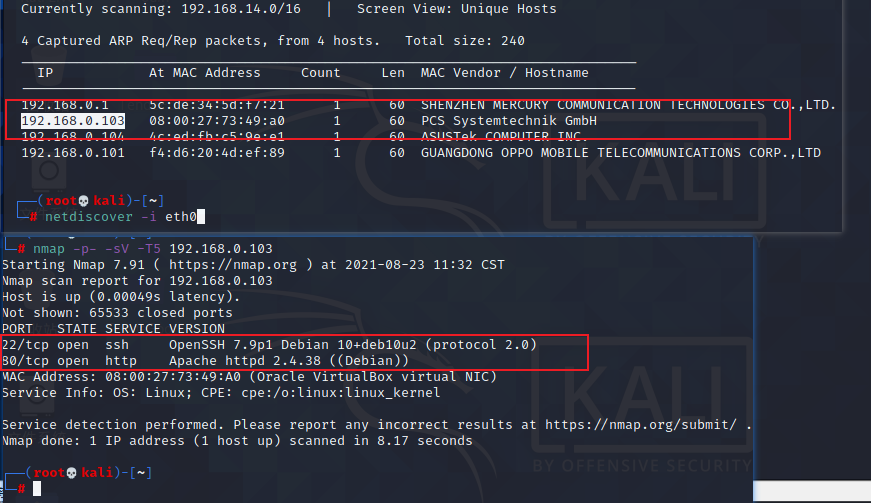 Currently scanning: 192.168.14.0/16   |   Screen View: Unique Hosts
4 Captured ARP Req/Rep packets, from 4 hosts.   Total size: 240
IP            At MAC Address     Count     Len  MAC Vendor / Hostname
192.168.0.1     5c:de:34:5d:f7:21      1      60  SHENZHEN MERCURY COMMUNICATION TECHNOLOGIES CO.,LTD.
192.168.0.103   08:00:27:73:49:a0      1      60  PCS Systemtechnik GmbH
192.168.0.104   4c:ed:fb:c5:9e:e1      1      60  ASUSTek COMPUTER INC.
192.168.0.101   f4:d6:20:4d:ef:89      1      60  GUANGDONG OPPO MOBILE TELECOMMUNICATIONS CORP.,LTD
KALI
(root💀kali)-[~]
# netdiscover -i eth0
# nmap -p- -sV -T5 192.168.0.103
Starting Nmap 7.91 ( https://nmap.org ) at 2021-08-23 11:32 CST
Nmap scan report for 192.168.0.103
Host is up (0.00049s latency).
Not shown: 65533 closed ports
PORT   STATE SERVICE VERSION
22/tcp open  ssh     OpenSSH 7.9p1 Debian 10+deb10u2 (protocol 2.0)
80/tcp open  http    Apache httpd 2.4.38 ((Debian))
MAC Address: 08:00:27:73:49:A0 (Oracle VirtualBox virtual NIC)
Service Info: OS: Linux; CPE: cpe:/o:linux:linux_kernel
KALI
Service detection performed. Please report any incorrect results at https://nmap.org/submit/ .
Nmap done: 1 IP address (1 host up) scanned in 8.17 seconds
BY OFFENSIVE SECURITY
(root💀kali)-[~]
#